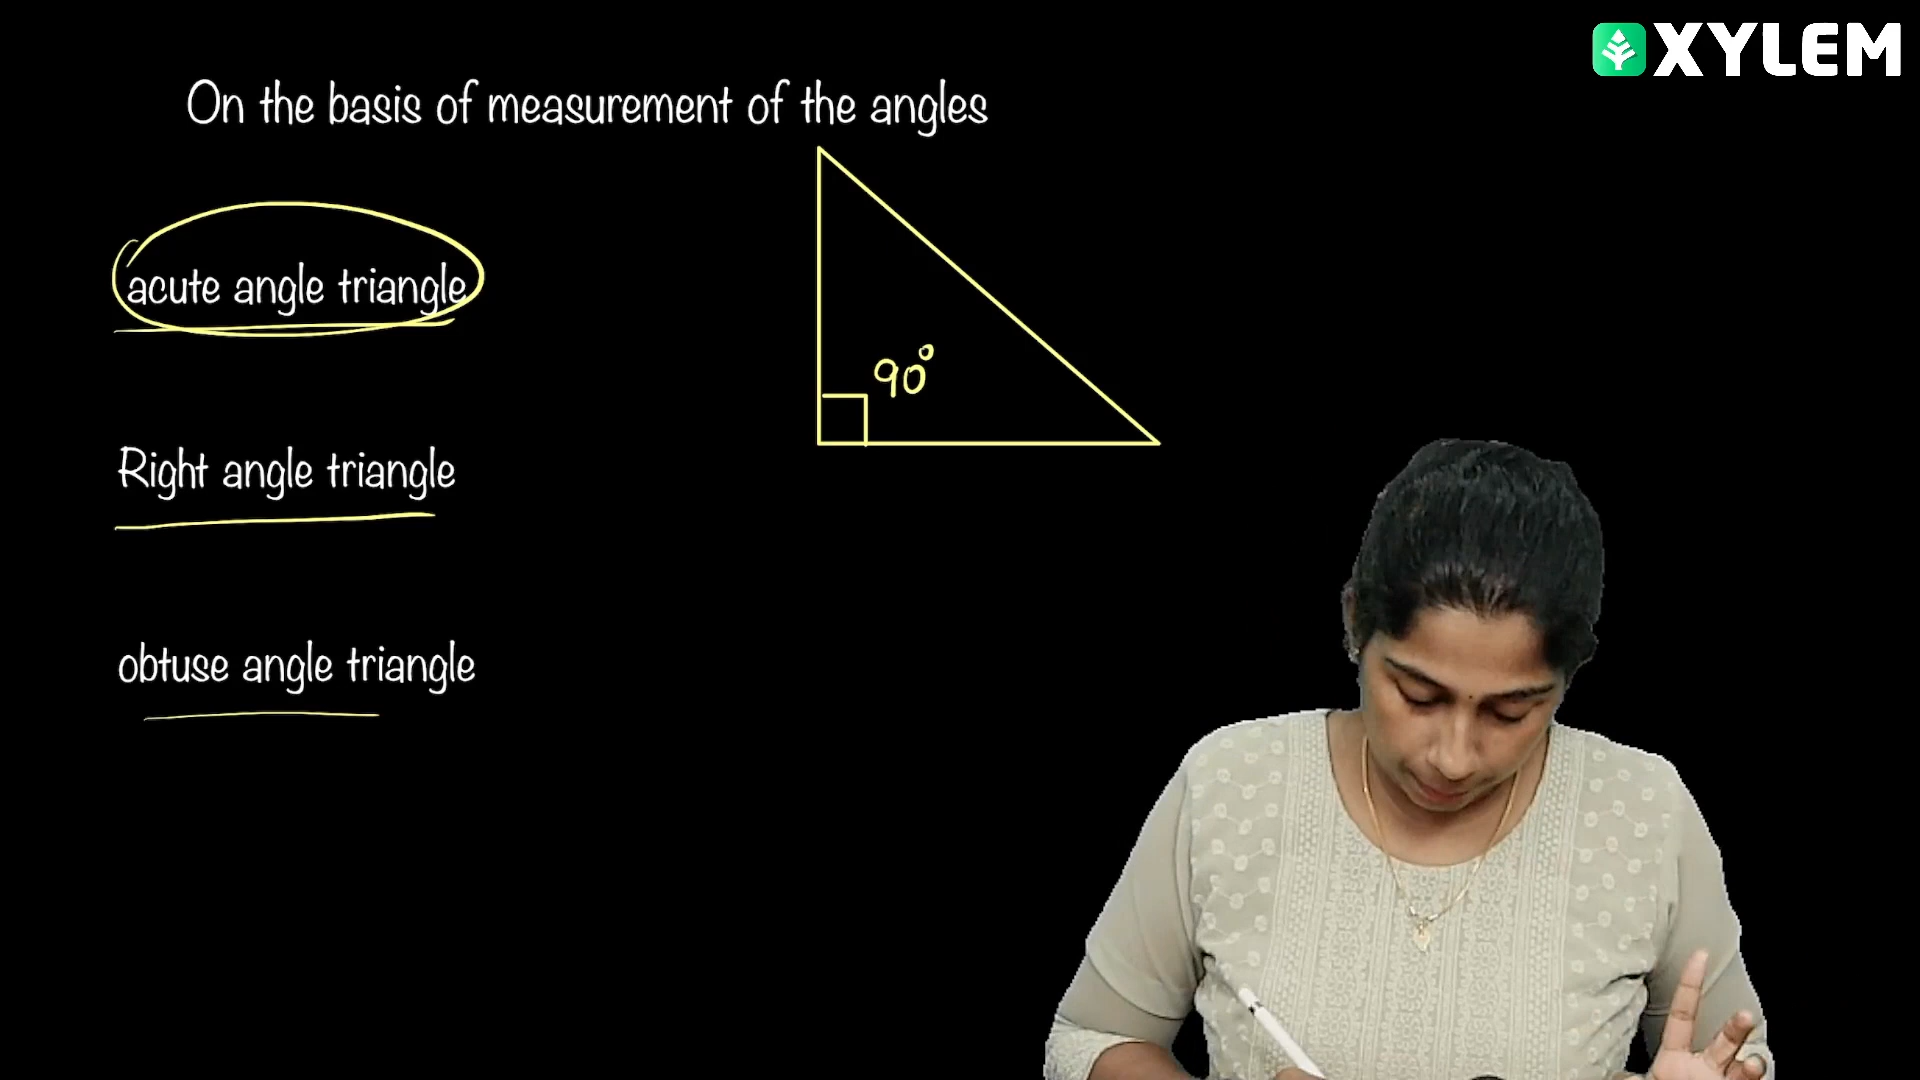 XYLEM
On the basis of measurement of the angles
acute angle triangle
90°
Right angle triangle
obtuse angle triangle